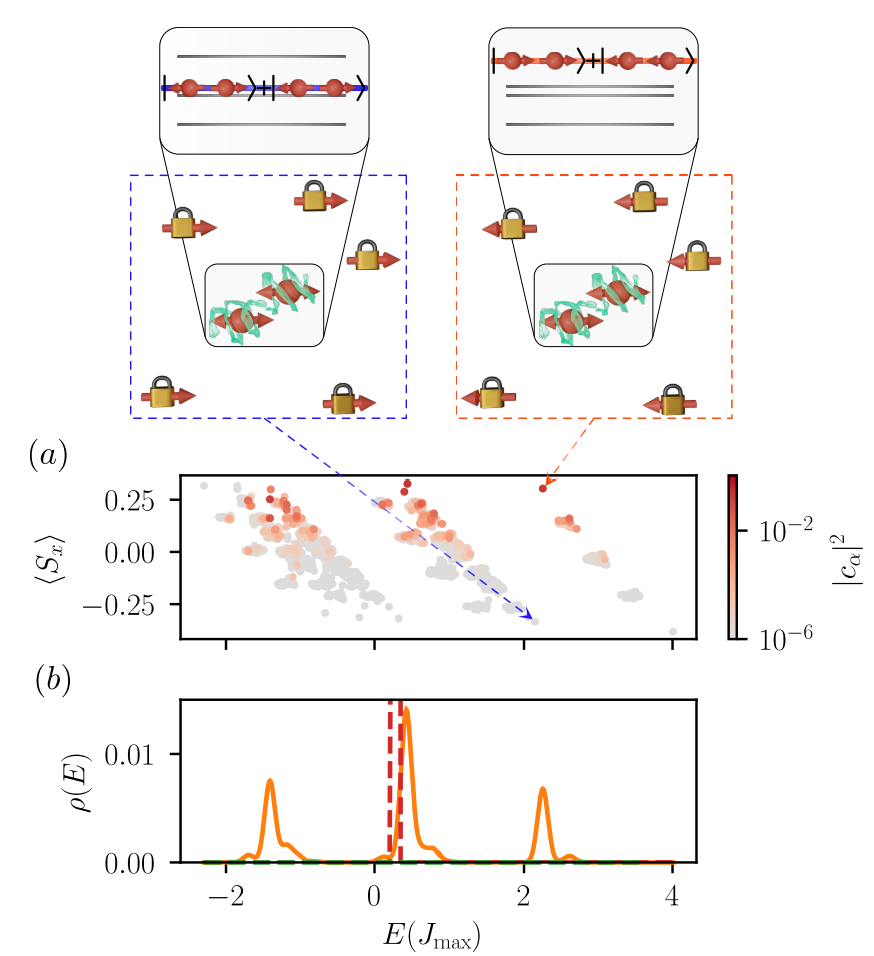 (a)
0.25
0.00
−0.25
⟨Sₓ⟩
10⁻²
10⁻⁶
|c_α|²
(b)
0.01
0.00
ρ(E)
−2 0 2 4
E(J_max)